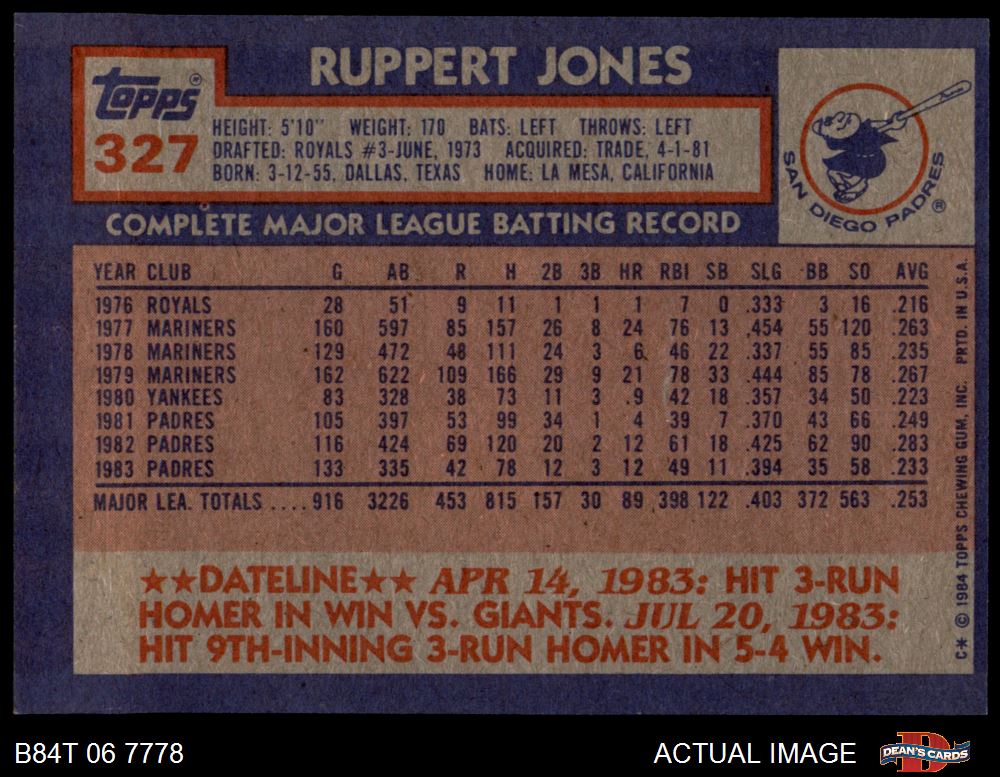 RUPPERT JONES
Topps®
327
HEIGHT: 5'10" WEIGHT: 170 BATS: LEFT THROWS: LEFT
DRAFTED: ROYALS #3-JUNE, 1973 ACQUIRED: TRADE, 4-1-81
BORN: 3-12-55, DALLAS, TEXAS HOME: LA MESA, CALIFORNIA
SAN DIEGO PADRES ®
COMPLETE MAJOR LEAGUE BATTING RECORD
YEAR CLUB G AB R H 2B 3B HR RBI SB SLG BB SO AVG
1976 ROYALS 28 51 9 11 1 1 1 7 0 .333 3 16 .216
1977 MARINERS 160 597 85 157 26 8 24 76 13 .454 55 120 .263
1978 MARINERS 129 472 48 111 24 3 6 46 22 .337 55 85 .235
1979 MARINERS 162 622 109 166 29 9 21 78 33 .444 85 78 .267
1980 YANKEES 83 328 38 73 11 3 9 42 18 .357 34 50 .223
1981 PADRES 105 397 53 99 34 1 4 39 7 .370 43 66 .249
1982 PADRES 116 424 69 120 20 2 12 61 18 .425 62 90 .283
1983 PADRES 133 335 42 78 12 3 12 49 11 .394 35 58 .233
MAJOR LEA. TOTALS .... 916 3226 453 815 157 30 89 398 122 .403 372 563 .253
★★DATELINE★★ APR 14, 1983: HIT 3-RUN
HOMER IN WIN VS. GIANTS. JUL 20, 1983:
HIT 9TH-INNING 3-RUN HOMER IN 5-4 WIN.
C* © 1984 TOPPS CHEWING GUM, INC. PRTD. IN U.S.A.
B84T 06 7778
ACTUAL IMAGE
DEAN'S CARDS